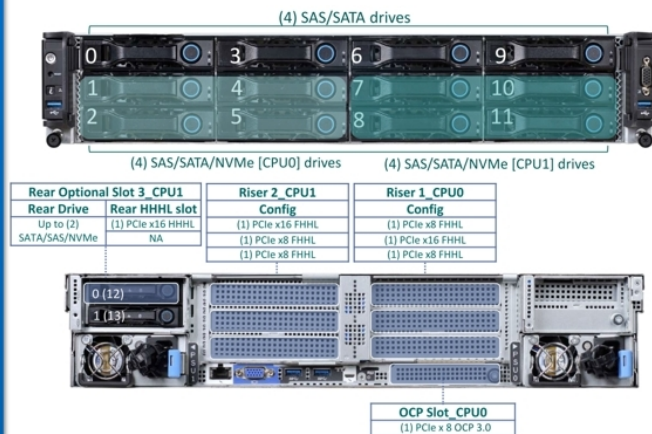 (4) SAS/SATA drives
0 3 6 9
1 4 7 10
2 5 8 11
(4) SAS/SATA/NVMe [CPU0] drives
(4) SAS/SATA/NVMe [CPU1] drives
Rear Optional Slot 3_CPU1
Rear Drive Rear HHHL slot
Up to (2) (1) PCIe x16 HHHL
SATA/SAS/NVMe NA
Riser 2_CPU1
Config
(1) PCIe x16 FHHL
(1) PCIe x8 FHHL
(1) PCIe x8 FHHL
Riser 1_CPU0
Config
(1) PCIe x8 FHHL
(1) PCIe x16 FHHL
(1) PCIe x8 FHHL
0 (12)
1 (13)
OCP Slot_CPU0
(1) PCIe x 8 OCP 3.0